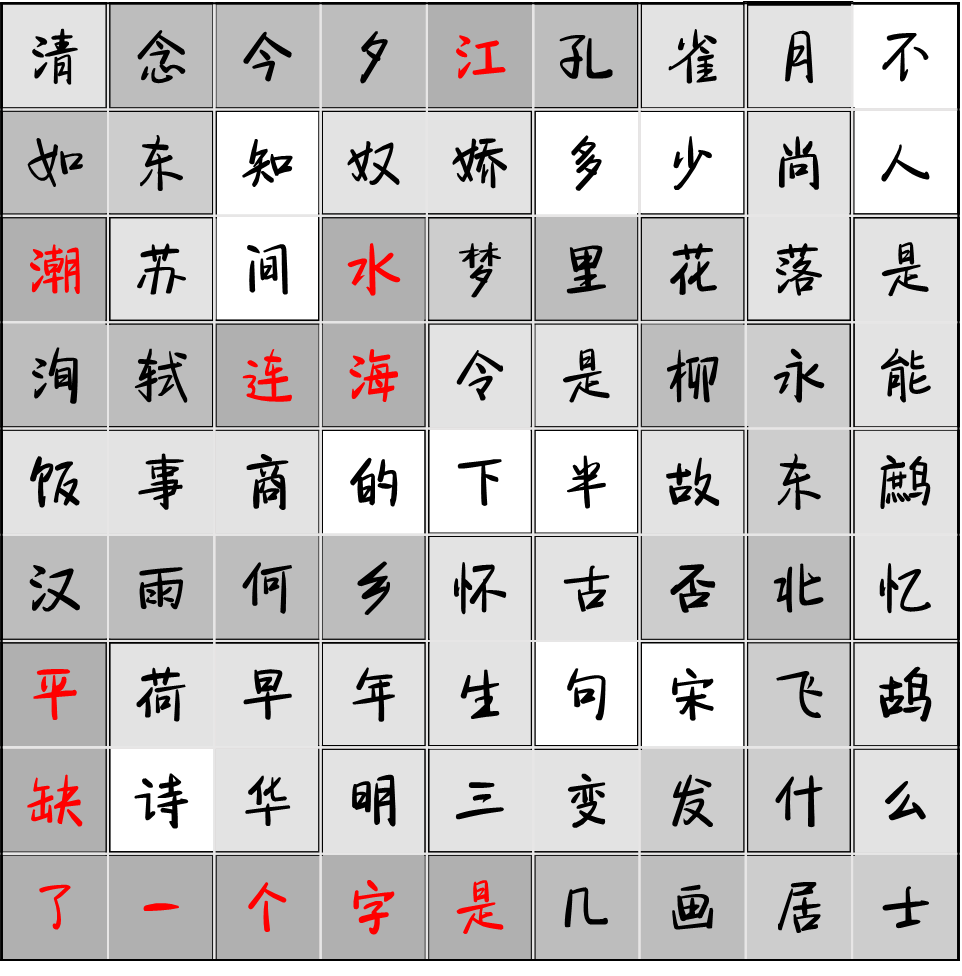 清念今夕江孔雀月不
如东知奴娇多少尚人
潮苏间水梦里花落是
洵轼连海令是柳永能
饭事商的下半故东鹧
汉雨何乡怀古否北忆
平荷早年生句宋飞鸪
缺诗华明三变发什么
了一个字是几画居士